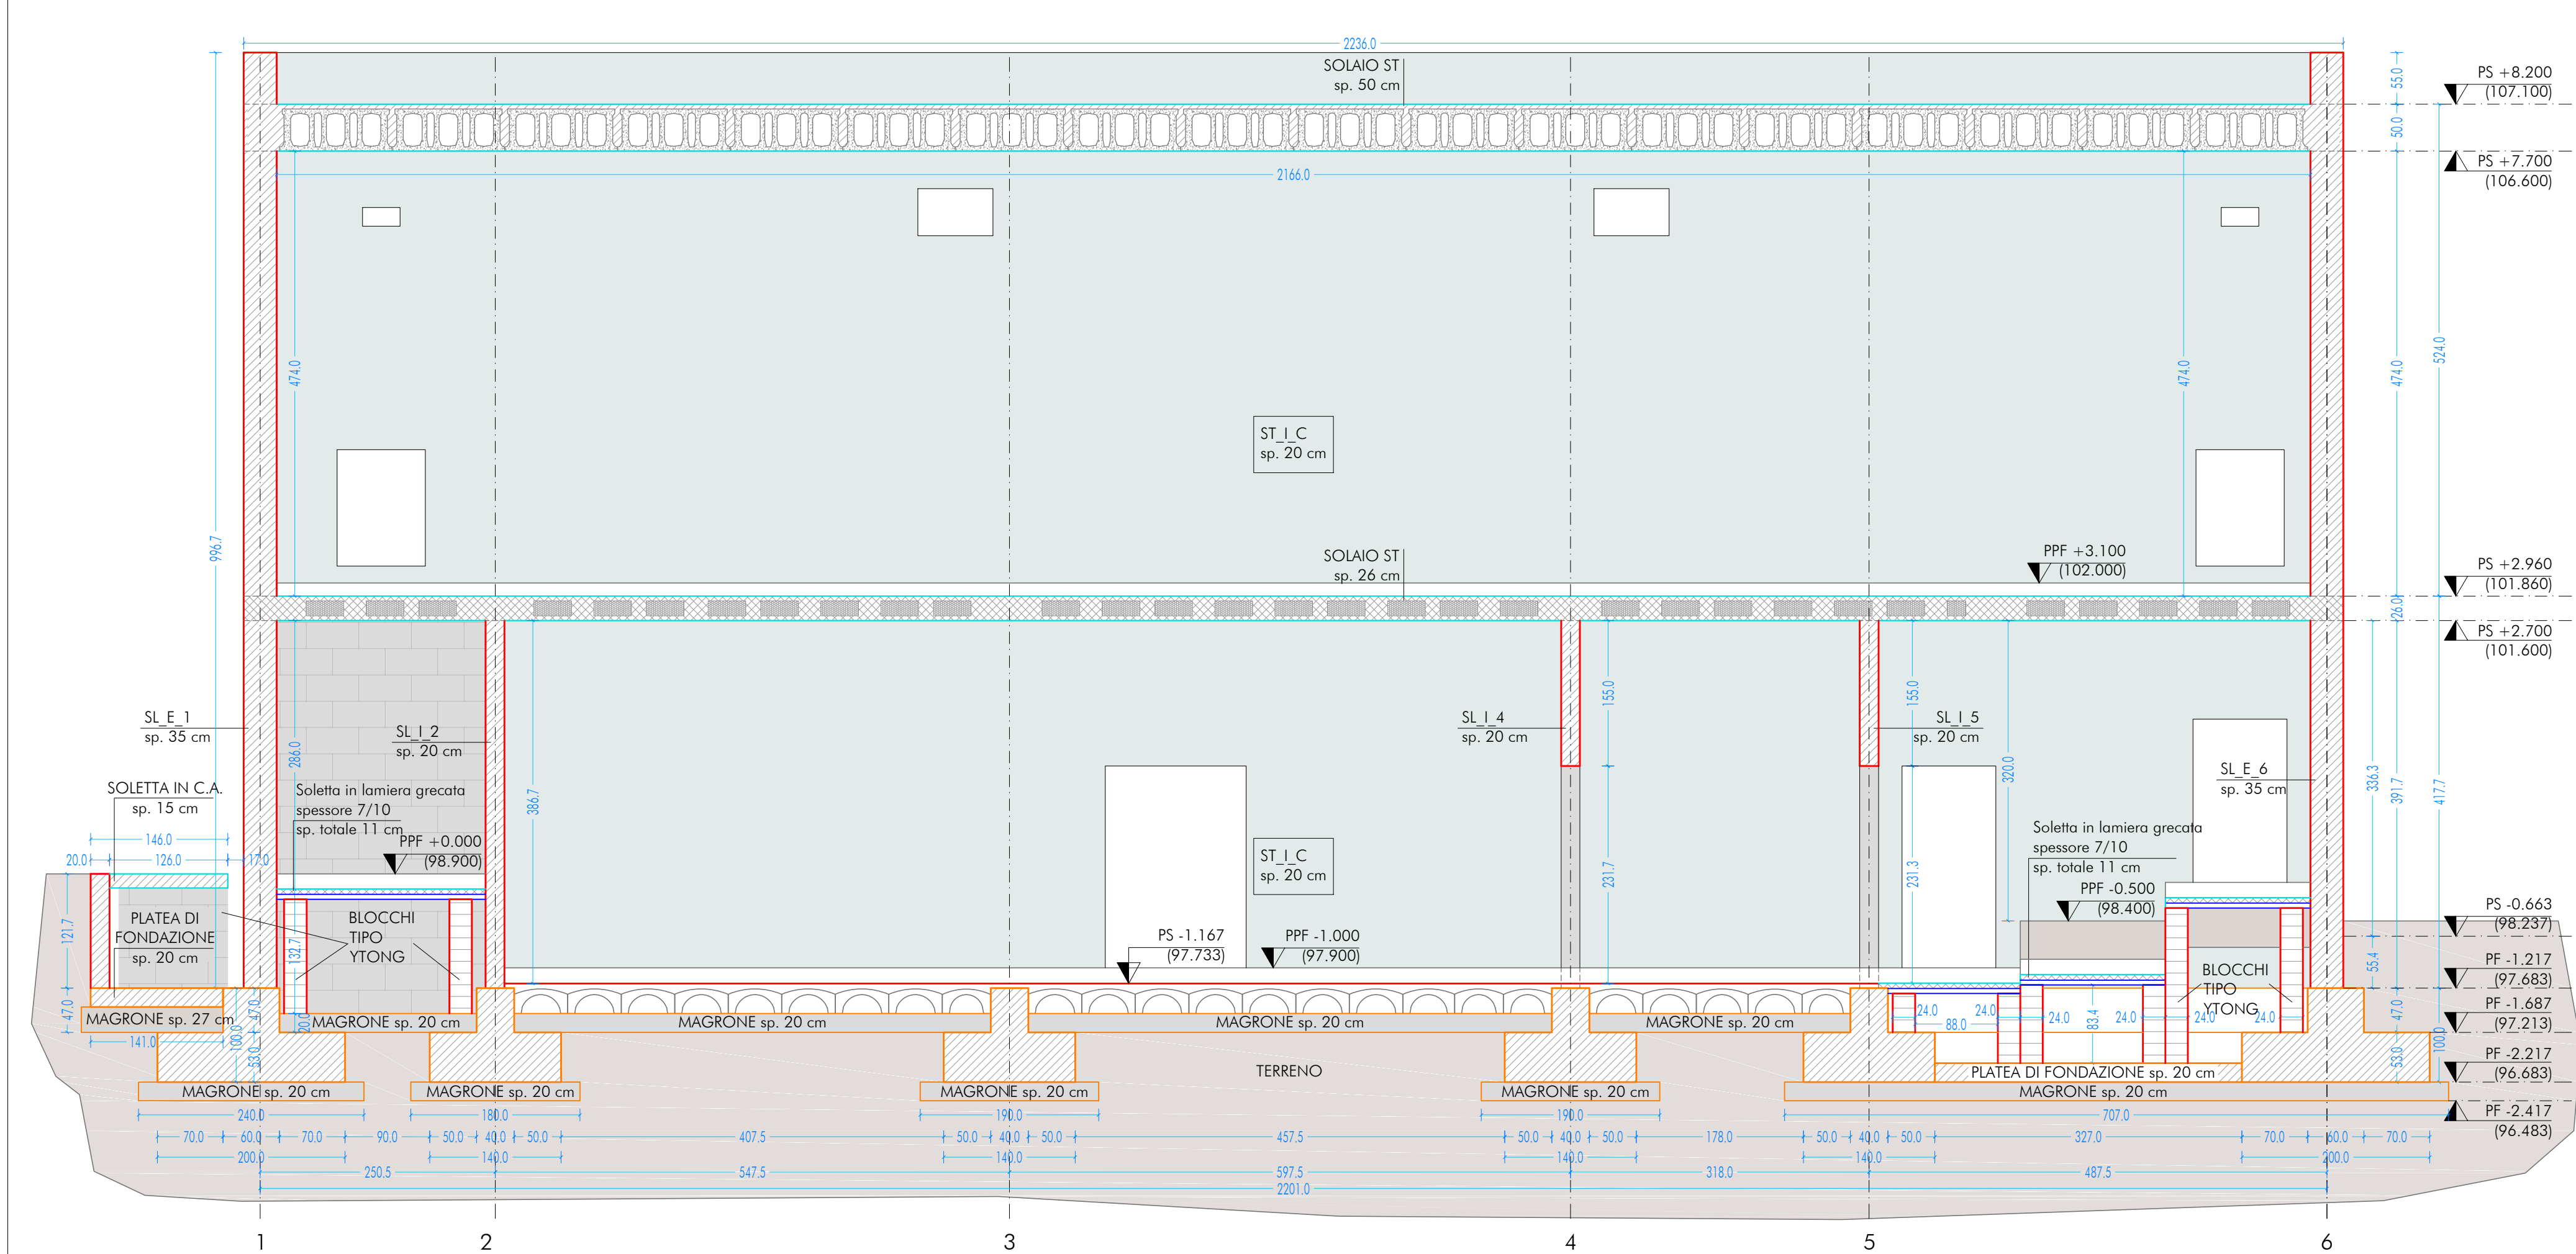 2236.0
SOLAIO ST
sp. 50 cm
55.0
PS +8.200
(107.100)
50.0
PS +7.700
(106.600)
2166.0
474.0
474.0
474.0
524.0
996.7
ST_I_C
sp. 20 cm
SOLAIO ST
sp. 26 cm
PPF +3.100
(102.000)
PS +2.960
(101.860)
26.0
PS +2.700
(101.600)
155.0
155.0
SL_E_1
sp. 35 cm
SL_I_2
sp. 20 cm
SL_I_4
sp. 20 cm
SL_I_5
sp. 20 cm
SL_E_6
sp. 35 cm
286.0
386.7
320.0
336.3
391.7
417.7
SOLETTA IN C.A.
sp. 15 cm
Soletta in lamiera grecata
spessore 7/10
sp. totale 11 cm
PPF +0.000
(98.900)
146.0
20.0
126.0
17.0
ST_I_C
sp. 20 cm
231.7
231.3
Soletta in lamiera grecata
spessore 7/10
sp. totale 11 cm
PPF -0.500
(98.400)
PS -0.663
(98.237)
121.7
PLATEA DI
FONDAZIONE
sp. 20 cm
BLOCCHI
TIPO
YTONG
132.7
PS -1.167
(97.733)
PPF -1.000
(97.900)
BLOCCHI
TIPO
YTONG
55.4
PF -1.217
(97.683)
47.0
MAGRONE sp. 27 cm
100.0
47.0
20.0
MAGRONE sp. 20 cm
MAGRONE sp. 20 cm
MAGRONE sp. 20 cm
MAGRONE sp. 20 cm
24.0
88.0
24.0
83.4
24.0
24.0
24.0
47.0
PF -1.687
(97.213)
141.0
53.0
TERRENO
PLATEA DI FONDAZIONE sp. 20 cm
53.0
100.0
PF -2.217
(96.683)
MAGRONE sp. 20 cm
MAGRONE sp. 20 cm
MAGRONE sp. 20 cm
MAGRONE sp. 20 cm
MAGRONE sp. 20 cm
240.0
180.0
190.0
190.0
707.0
PF -2.417
(96.483)
70.0
60.0
70.0
90.0
50.0
40.0
50.0
407.5
50.0
40.0
50.0
457.5
50.0
40.0
50.0
178.0
50.0
40.0
50.0
327.0
70.0
60.0
70.0
200.0
140.0
140.0
140.0
140.0
200.0
250.5
547.5
597.5
318.0
487.5
2201.0
1
2
3
4
5
6